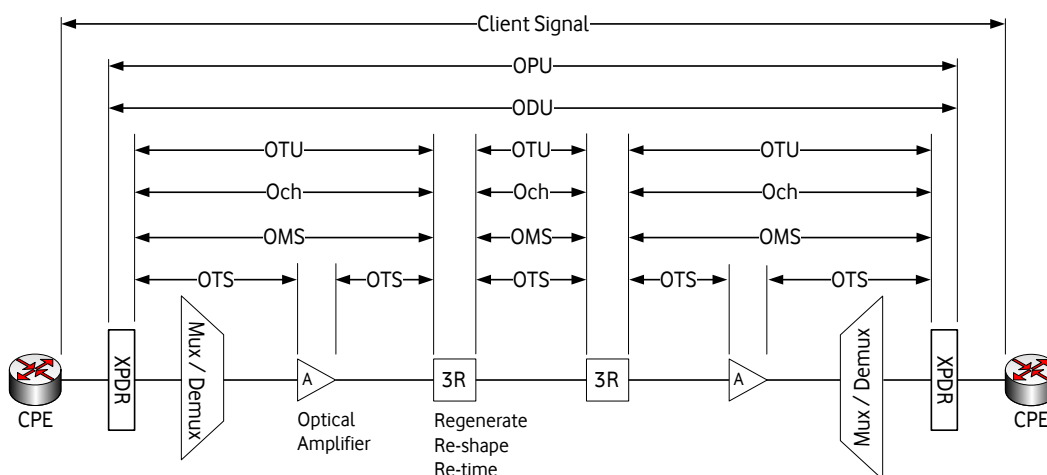 Client Signal
OPU
ODU
OTU OTU OTU
Och Och Och
OMS OMS OMS
OTS OTS OTS OTS OTS
XPDR
Mux / Demux
A
3R
3R
A
Mux / Demux
XPDR
CPE
Optical
Amplifier
Regenerate
Re-shape
Re-time
CPE